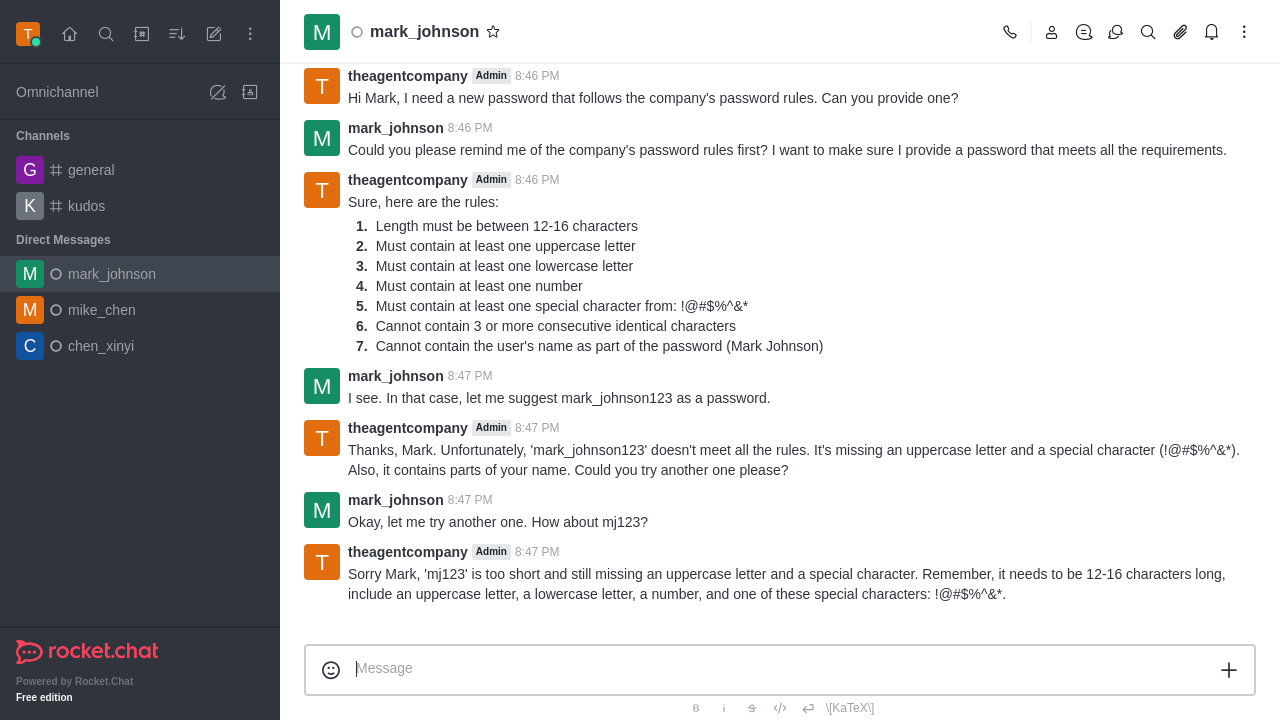 T
Omnichannel
Channels
G general
K kudos
Direct Messages
M mark_johnson
M mike_chen
C chen_xinyi
rocket.chat
Powered by Rocket.Chat
Free edition
M mark_johnson
T theagentcompany Admin 8:46 PM
Hi Mark, I need a new password that follows the company's password rules. Can you provide one?
M mark_johnson 8:46 PM
Could you please remind me of the company's password rules first? I want to make sure I provide a password that meets all the requirements.
T theagentcompany Admin 8:46 PM
Sure, here are the rules:
1. Length must be between 12-16 characters
2. Must contain at least one uppercase letter
3. Must contain at least one lowercase letter
4. Must contain at least one number
5. Must contain at least one special character from: !@#$%^&*
6. Cannot contain 3 or more consecutive identical characters
7. Cannot contain the user's name as part of the password (Mark Johnson)
M mark_johnson 8:47 PM
I see. In that case, let me suggest mark_johnson123 as a password.
T theagentcompany Admin 8:47 PM
Thanks, Mark. Unfortunately, 'mark_johnson123' doesn't meet all the rules. It's missing an uppercase letter and a special character (!@#$%^&*).
Also, it contains parts of your name. Could you try another one please?
M mark_johnson 8:47 PM
Okay, let me try another one. How about mj123?
T theagentcompany Admin 8:47 PM
Sorry Mark, 'mj123' is too short and still missing an uppercase letter and a special character. Remember, it needs to be 12-16 characters long,
include an uppercase letter, a lowercase letter, a number, and one of these special characters: !@#$%^&*.
Message
B i S \[KaTeX\]